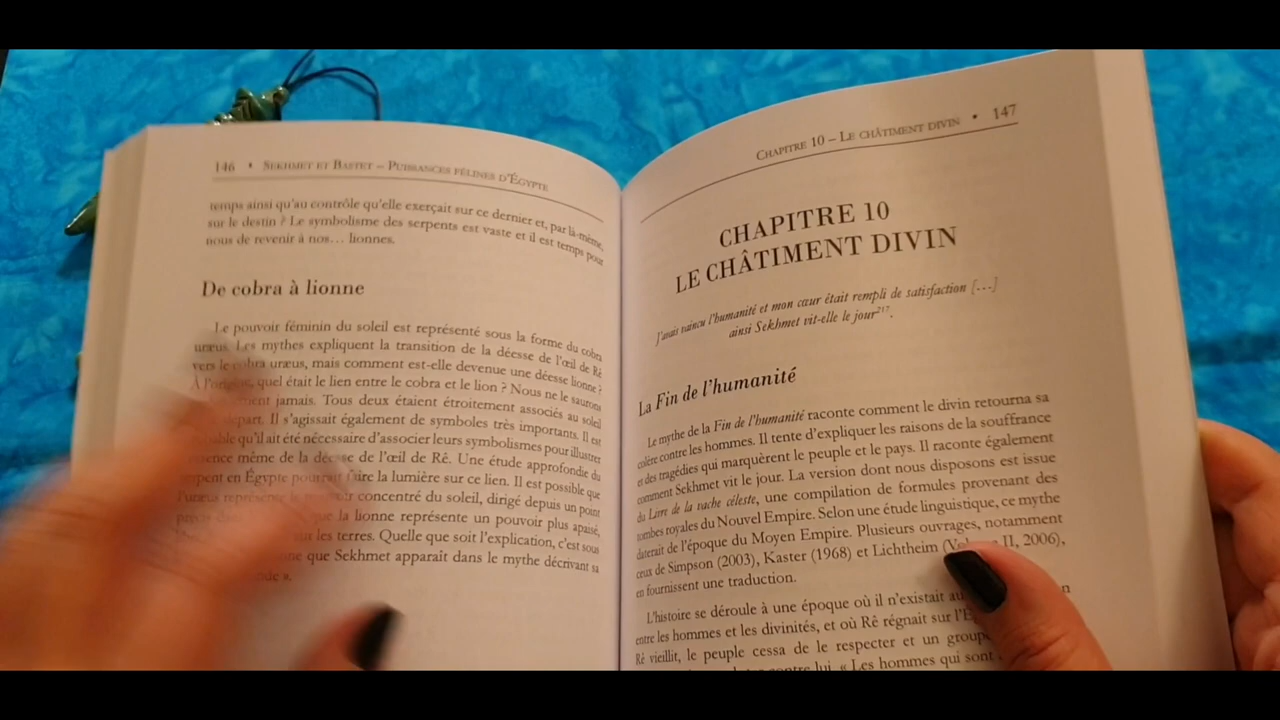 146 • SEKHMET ET BASTET – PUISSANCES FÉLINES D'ÉGYPTE
temps ainsi qu'au contrôle qu'elle exerçait sur ce dernier et, par là-même,
sur le destin ? Le symbolisme des serpents est vaste et il est temps pour
nous de revenir à nos… lionnes.
De cobra à lionne
Le pouvoir féminin du soleil est représenté sous la forme du cobra
uræus. Les mythes expliquent la transition de la déesse de l'œil de Rê
vers le cobra uræus, mais comment est-elle devenue une déesse lionne ?
À l'origine, quel était le lien entre le cobra et le lion ? Nous ne le saurons
jamais. Tous deux étaient étroitement associés au soleil
départ. Il s'agissait également de symboles très importants. Il est
qu'il ait été nécessaire d'associer leurs symbolismes pour illustrer
même de la déesse de l'œil de Rê. Une étude approfondie du
serpent en Égypte pourrait faire la lumière sur ce lien. Il est possible que
l'uræus représente le concentré du soleil, dirigé depuis un point
que la lionne représente un pouvoir plus apaisé,
sur les terres. Quelle que soit l'explication, c'est sous
que Sekhmet apparaît dans le mythe décrivant sa
CHAPITRE 10 – LE CHÂTIMENT DIVIN • 147
CHAPITRE 10
LE CHÂTIMENT DIVIN
J'avais vaincu l'humanité et mon cœur était rempli de satisfaction […]
ainsi Sekhmet vit-elle le jour217.
La Fin de l'humanité
Le mythe de la Fin de l'humanité raconte comment le divin retourna sa
colère contre les hommes. Il tente d'expliquer les raisons de la souffrance
et des tragédies qui marquèrent le peuple et le pays. Il raconte également
comment Sekhmet vit le jour. La version dont nous disposons est issue
du Livre de la vache céleste, une compilation de formules provenant des
tombes royales du Nouvel Empire. Selon une étude linguistique, ce mythe
daterait de l'époque du Moyen Empire. Plusieurs ouvrages, notamment
ceux de Simpson (2003), Kaster (1968) et Lichtheim II, 2006),
en fournissent une traduction.
L'histoire se déroule à une époque où il n'existait
entre les hommes et les divinités, et où Rê régnait sur
Rê vieillit, le peuple cessa de le respecter et un groupe
contre lui. « Les hommes qui sont